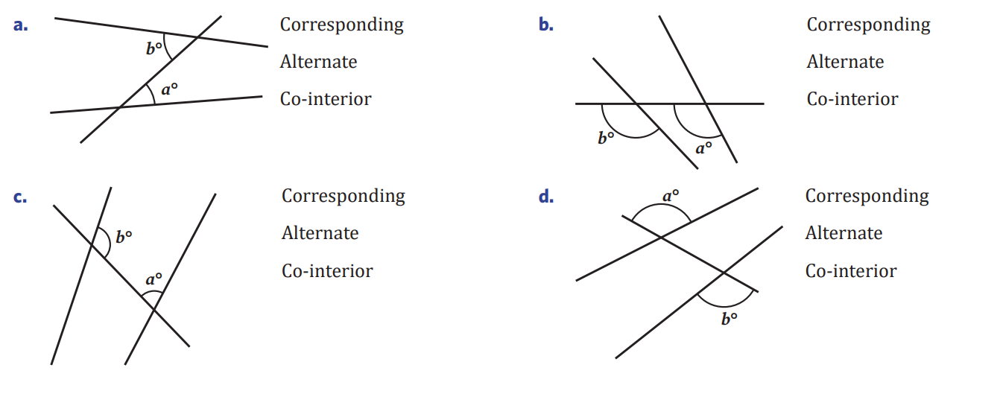 a.
Corresponding
b°
Alternate
a°
Co-interior
b.
Corresponding
Alternate
Co-interior
b°
a°
c.
Corresponding
b°
Alternate
a°
Co-interior
d.
a°
Corresponding
Alternate
Co-interior
b°